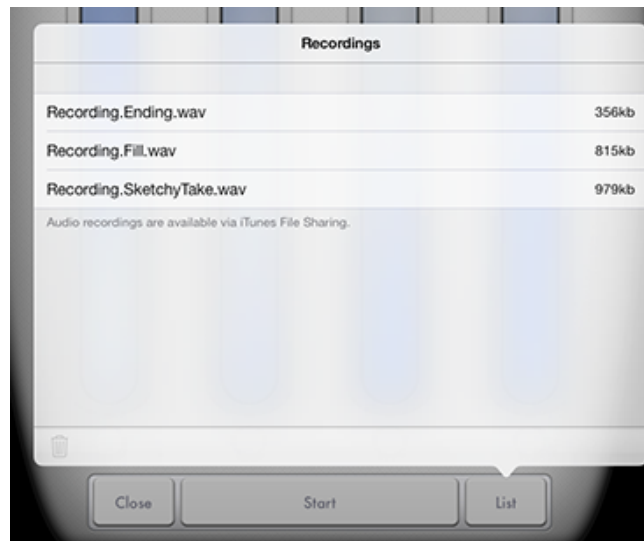 Recordings
Recording.Ending.wav 356kb
Recording.Fill.wav 815kb
Recording.SketchyTake.wav 979kb
Audio recordings are available via iTunes File Sharing.
Close Start List